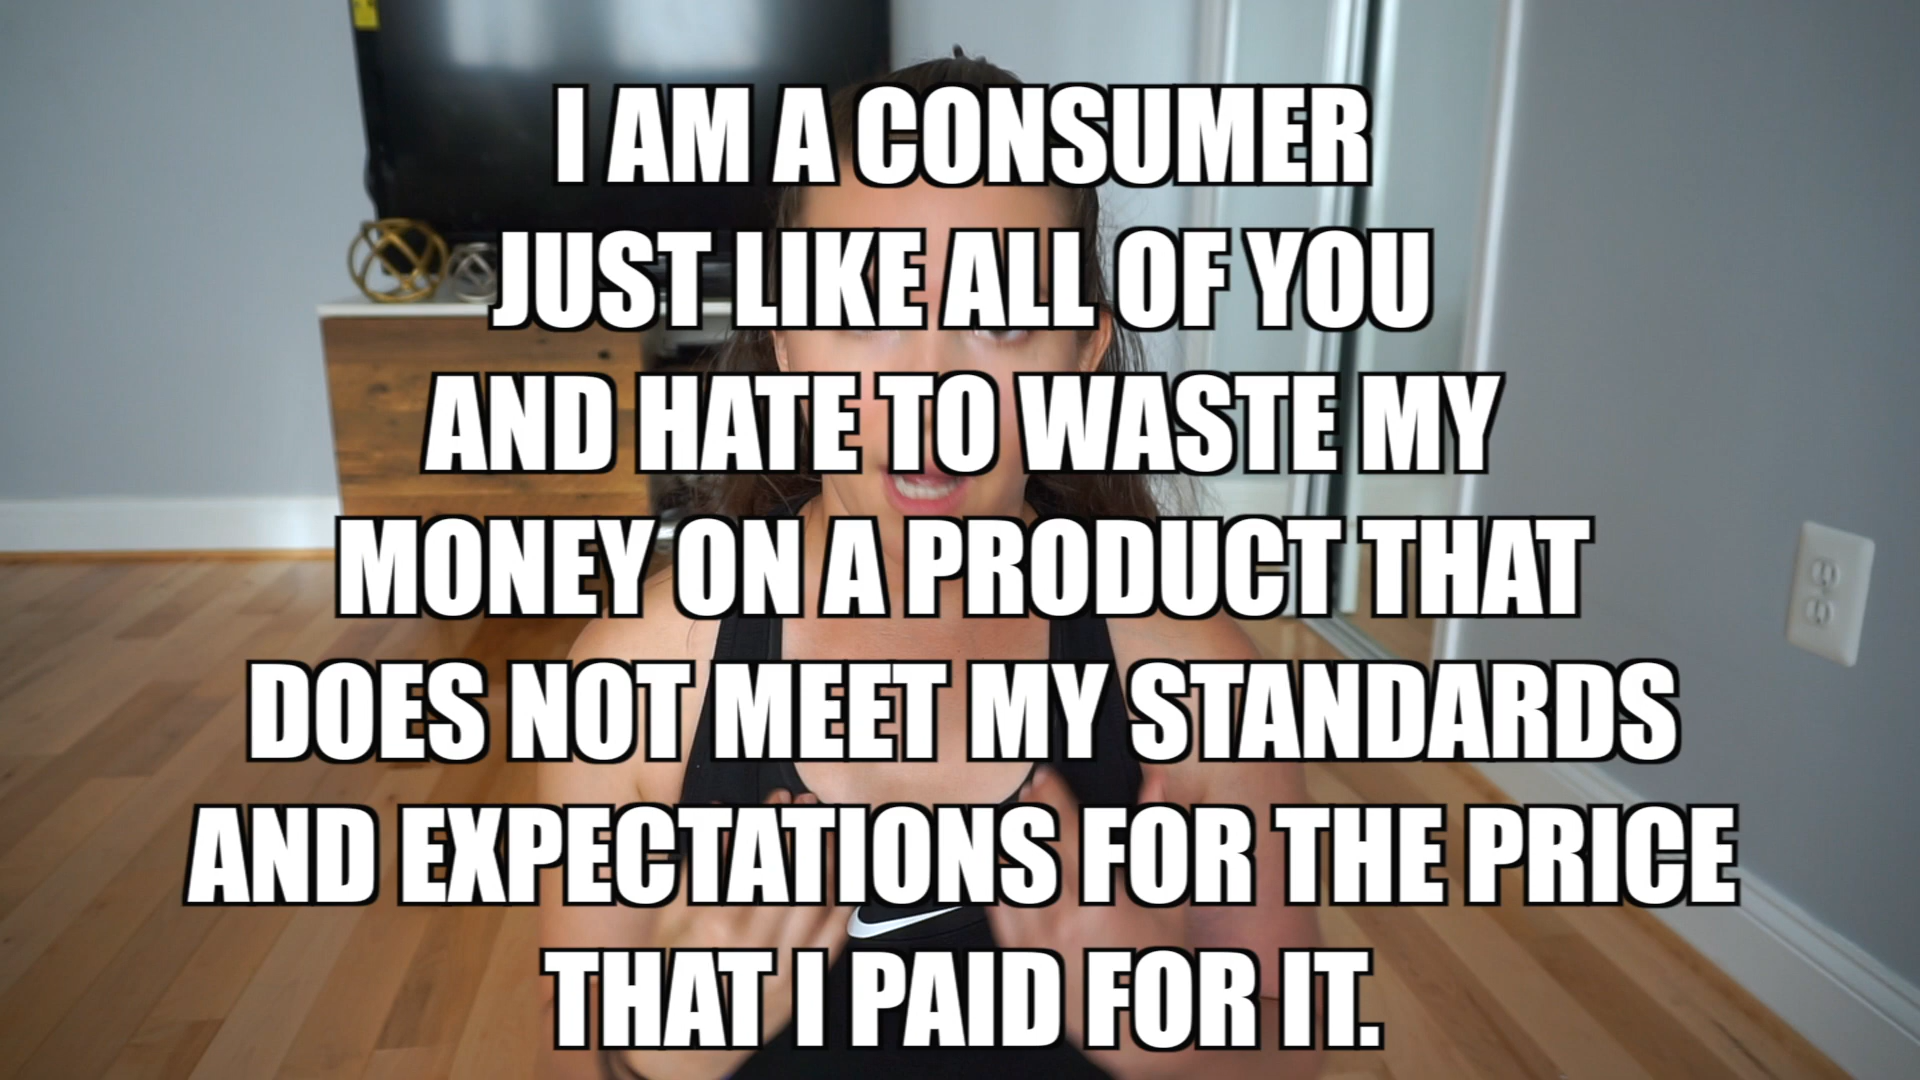 I AM A CONSUMER
JUST LIKE ALL OF YOU
AND HATE TO WASTE MY
MONEY ON A PRODUCT THAT
DOES NOT MEET MY STANDARDS
AND EXPECTATIONS FOR THE PRICE
THAT I PAID FOR IT.